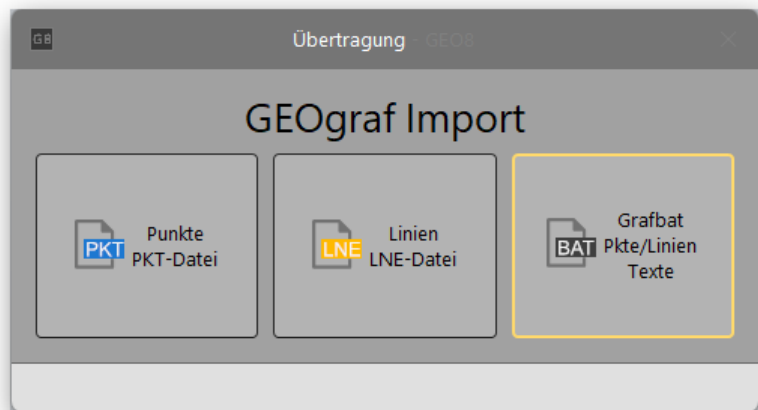 G8
Übertragung - GEO8
GEOgraf Import
PKT
Punkte
PKT-Datei
LNE
Linien
LNE-Datei
BAT
Grafbat
Pkte/Linien
Texte